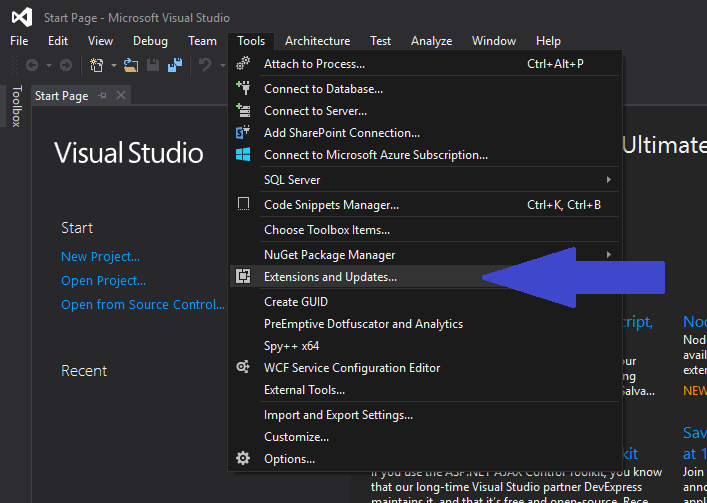 Start Page - Microsoft Visual Studio
File Edit View Debug Team Tools Architecture Test Analyze Window Help
Toolbox
Start Page
Visual Studio
Start
New Project...
Open Project...
Open from Source Control...
Recent
Attach to Process... Ctrl+Alt+P
Connect to Database...
Connect to Server...
Add SharePoint Connection...
Connect to Microsoft Azure Subscription...
SQL Server
Code Snippets Manager... Ctrl+K, Ctrl+B
Choose Toolbox Items...
NuGet Package Manager
Extensions and Updates...
Create GUID
PreEmptive Dotfuscator and Analytics
Spy++ x64
WCF Service Configuration Editor
External Tools...
Import and Export Settings...
Customize...
Options...
Ultimate
cript,
our
ng
Salva...
kit
If you use the ASP.NET AJAX Control Toolkit, you know
that our long-time Visual Studio partner DevExpress
maintains it, and that it's free and open-source. Rece
Nod
Node
avai
exter
NEW
Sav
at 1
Join
anno